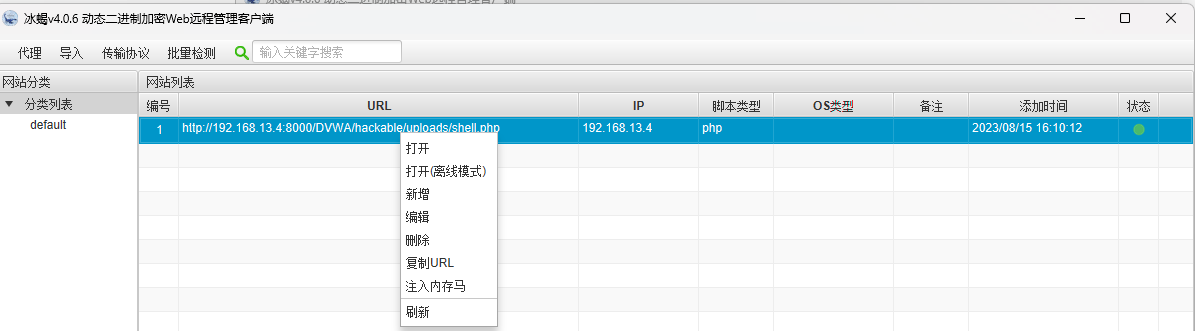 冰蝎v4.0.6 动态二进制加密Web远程管理客户端
代理 导入 传输协议 批量检测 输入关键字搜索
网站分类 网站列表
分类列表 编号 URL IP 脚本类型 OS类型 备注 添加时间 状态
default 1 http://192.168.13.4:8000/DVWA/hackable/uploads/shell.php 192.168.13.4 php 2023/08/15 16:10:12
打开
打开(离线模式)
新增
编辑
删除
复制URL
注入内存马
刷新